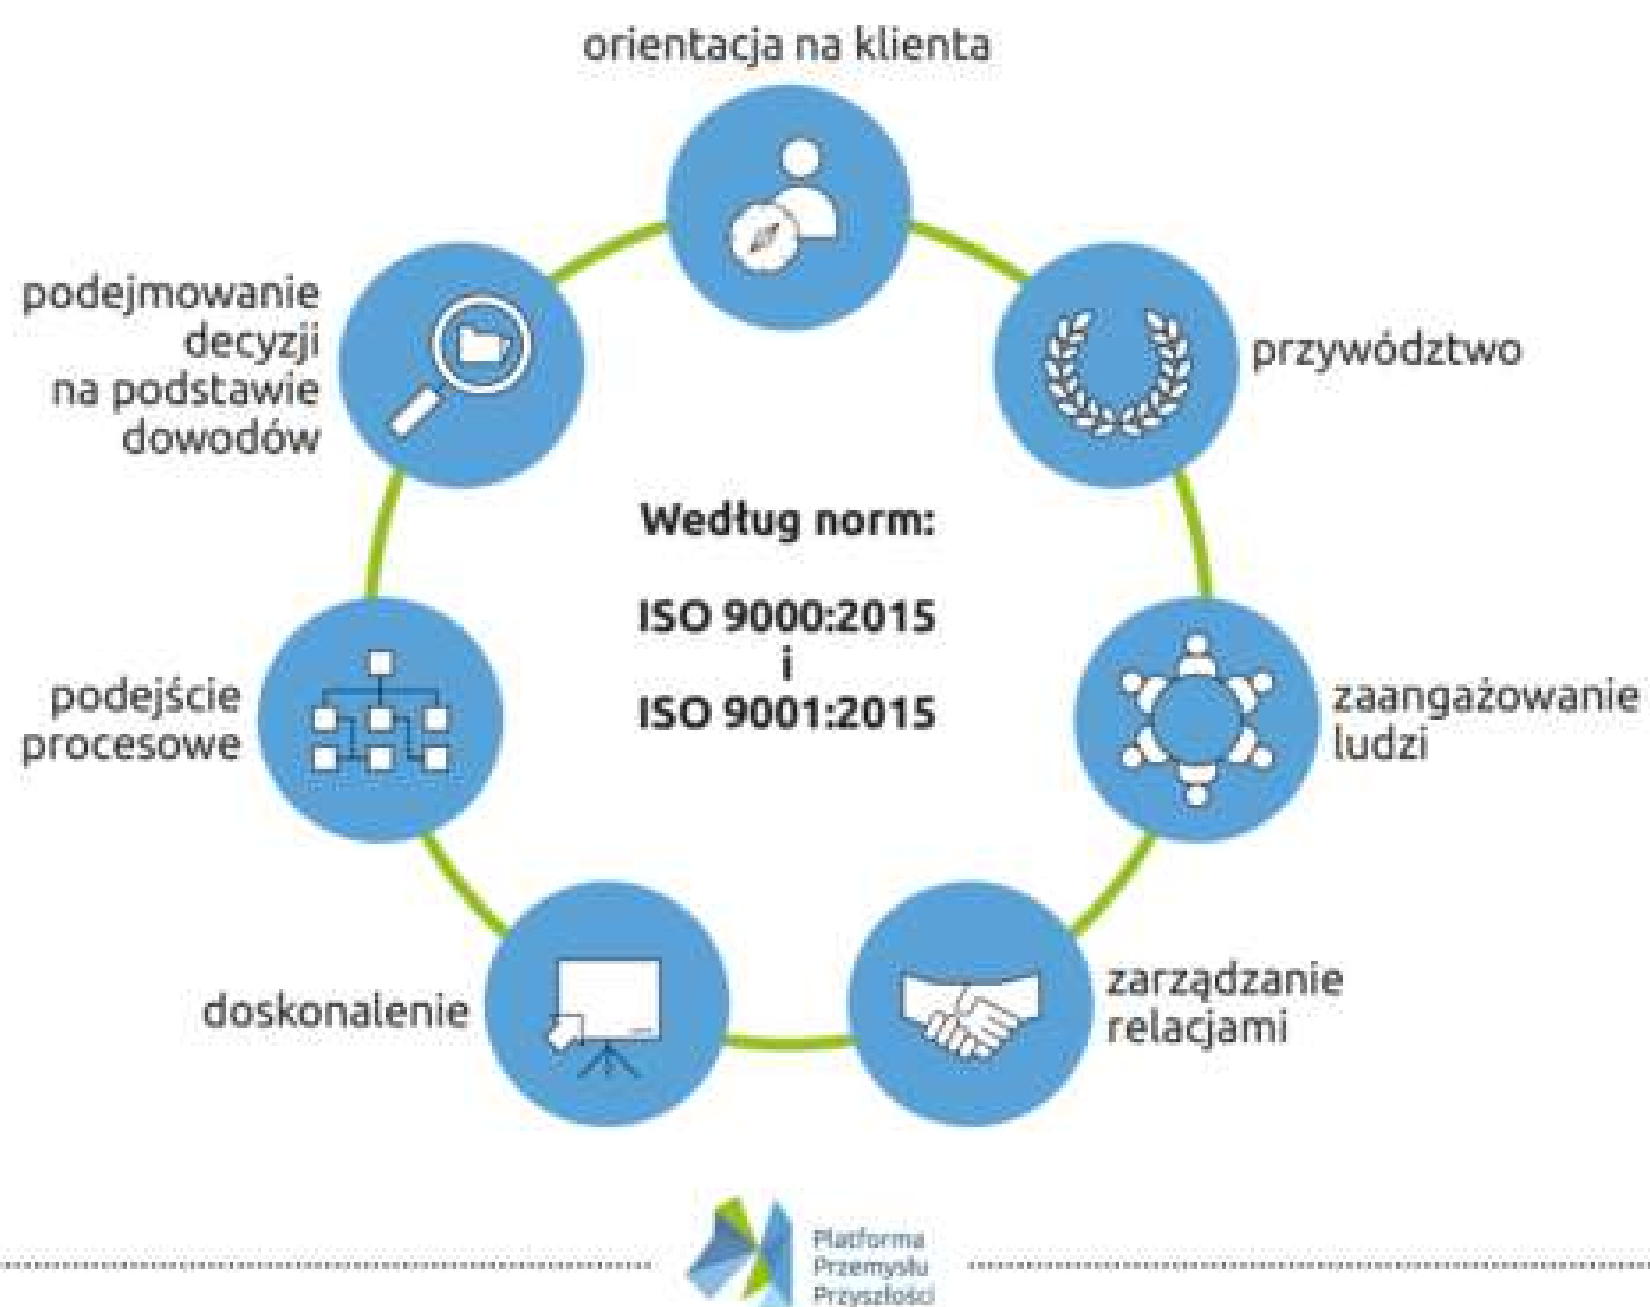 orientacja na klienta
przywództwo
zaangażowanie
ludzi
zarządzanie
relacjami
doskonalenie
podejście
procesowe
podejmowanie
decyzji
na podstawie
dowodów
Według norm:
ISO 9000:2015
i
ISO 9001:2015
Platforma
Przemysłu
Przyszłości